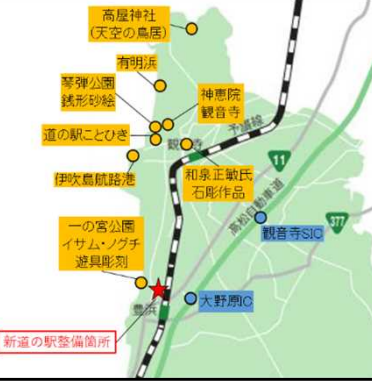 高屋神社
(天空の鳥居)
有明浜
琴弾公園
銭形砂絵
神恵院
観音寺
道の駅ことひき
観音寺
予讃線
11
伊吹島航路港
和泉正敏氏
石彫作品
高松自動車道
377
一の宮公園
イサム・ノグチ
遊具彫刻
観音寺SIC
大野原IC
豊浜
新道の駅整備箇所